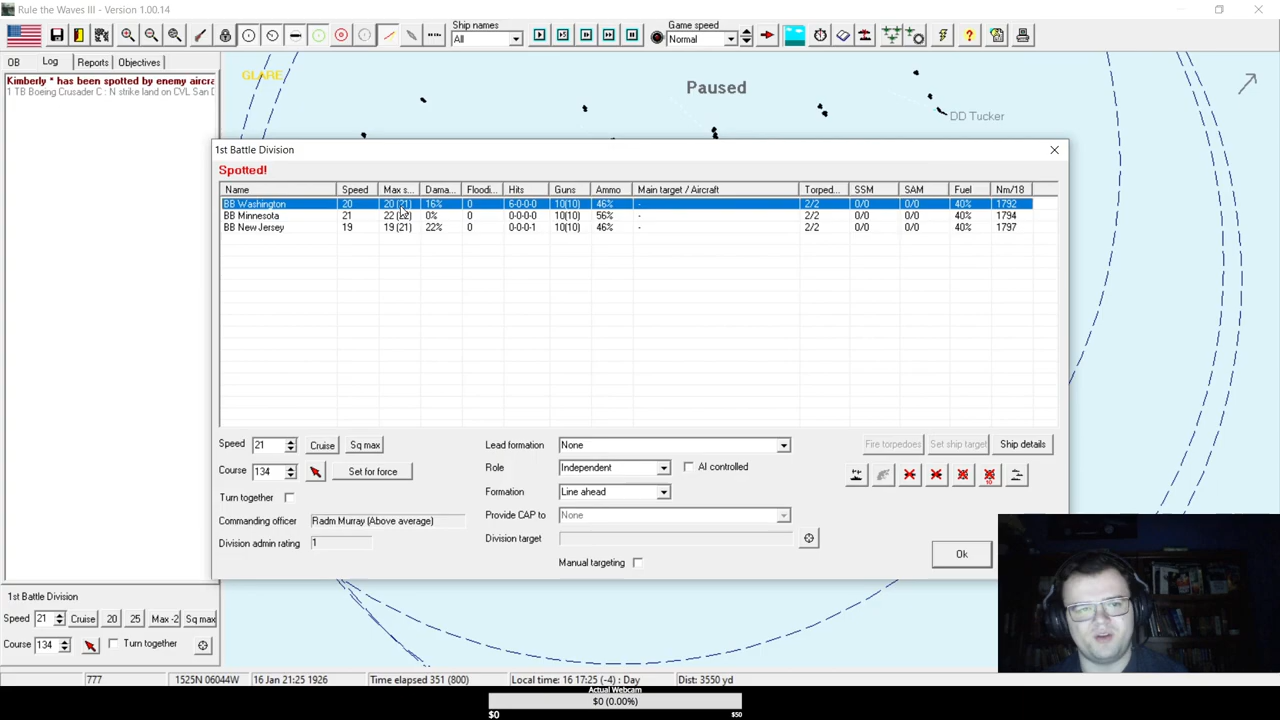 Rule the Waves III - Version 1.00.14
Ship names
All
Game speed
Normal
OB Log Reports Objectives
Kimberly * has been spotted by enemy aircra
1 TB Boeing Crusader C : N strike land on CVL San D
GLARE
Paused
DD Tucker
1st Battle Division
Spotted!
Name Speed Max s... Dama... Floodi... Hits Guns Ammo Main target / Aircraft Torped... SSM SAM Fuel Nm/18
BB Washington 20 20 (21) 16% 0 6-0-0-0 10(10) 46% - 2/2 0/0 0/0 40% 1792
BB Minnesota 21 22 (22) 0% 0 0-0-0-0 10(10) 56% - 2/2 0/0 0/0 40% 1794
BB New Jersey 19 19 (21) 22% 0 0-0-0-1 10(10) 46% - 2/2 0/0 0/0 40% 1797
Speed 21 Cruise Sq max
Course 134 Set for force
Turn together
Commanding officer Radm Murray (Above average)
Division admin rating 1
Lead formation None
Role Independent AI controlled
Formation Line ahead
Provide CAP to None
Division target
Manual targeting
Fire torpedoes Set ship target Ship details
10
Ok
1st Battle Division
Speed 21 Cruise 20 25 Max -2 Sq max
Course 134 Turn together
777 1525N 06044W 16 Jan 21:25 1926 Time elapsed 351 (800) Local time: 16 17:25 (-4) : Day Dist: 3550 yd
Actual Webcam
$0 (0.00%)
$0 $50